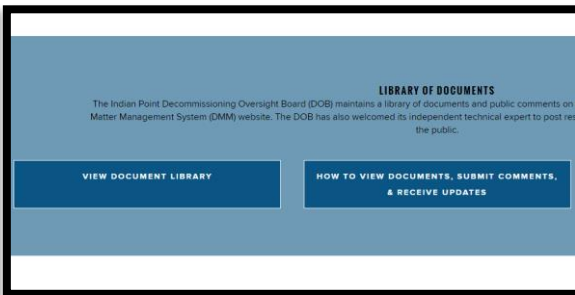 LIBRARY OF DOCUMENTS
The Indian Point Decommissioning Oversight Board (DOB) maintains a library of documents and public comments on
Matter Management System (DMM) website. The DOB has also welcomed its independent technical expert to post
the public.
VIEW DOCUMENT LIBRARY
HOW TO VIEW DOCUMENTS, SUBMIT COMMENTS,
& RECEIVE UPDATES